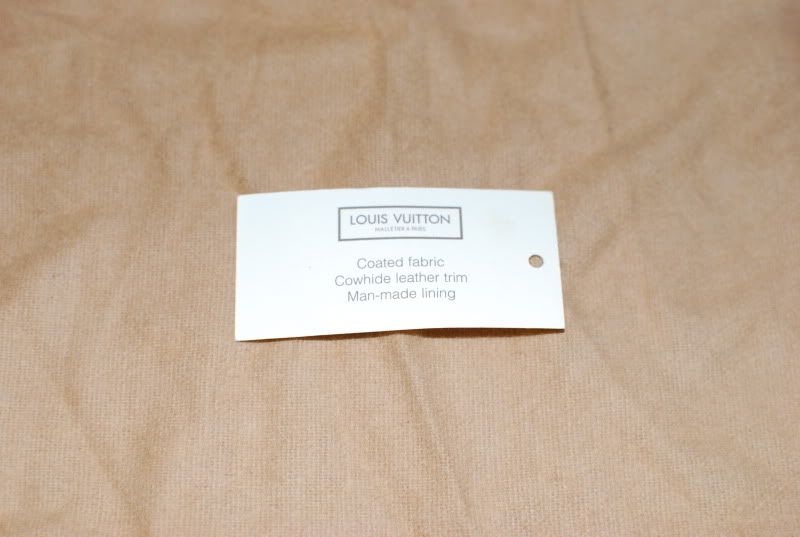 LOUIS VUITTON
MALLETIER A PARIS
Coated fabric
Cowhide leather trim
Man-made lining